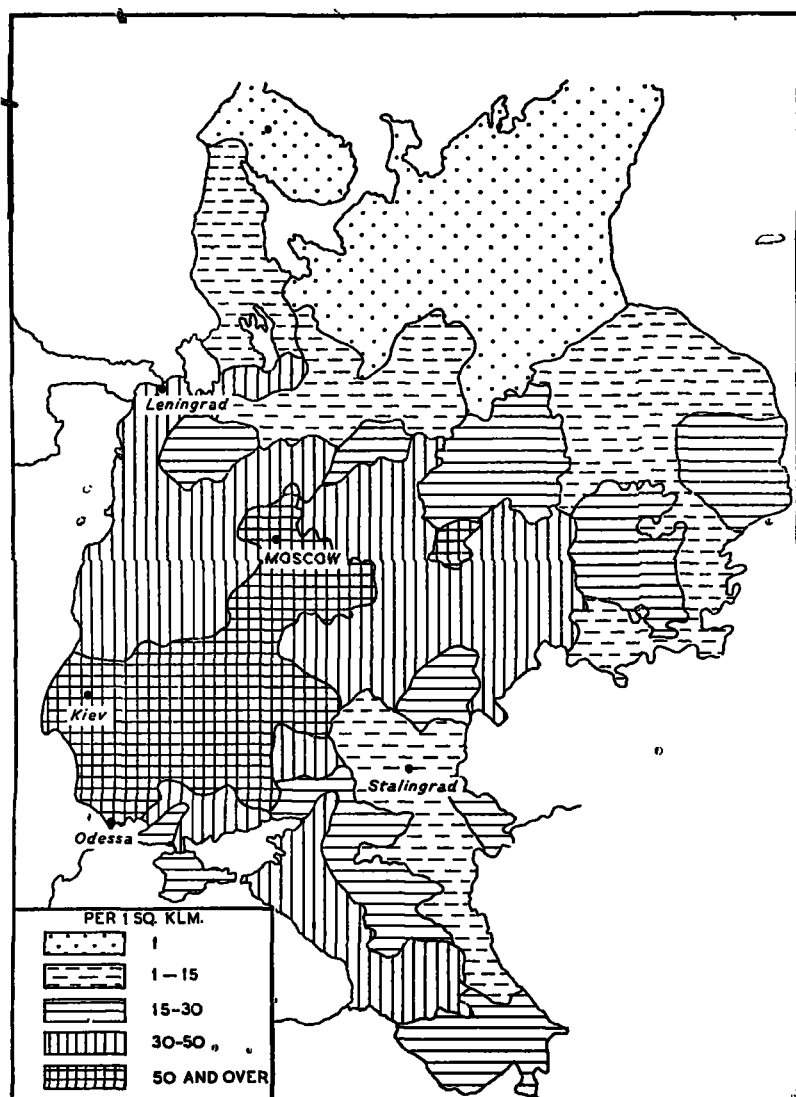 Leningrad
MOSCOW
Kiev
Stalingrad
Odessa
PER 1 SQ. KLM.
1
1–15
15-30
30-50 „ „
50 AND OVER